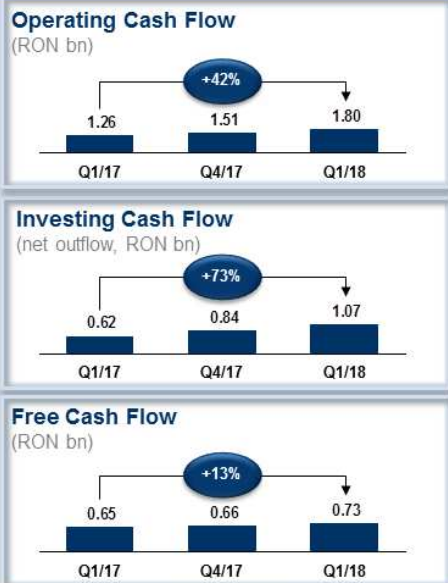 Operating Cash Flow
(RON bn)
+42%
1.26 1.51 1.80
Q1/17 Q4/17 Q1/18
Investing Cash Flow
(net outflow, RON bn)
+73%
0.62 0.84 1.07
Q1/17 Q4/17 Q1/18
Free Cash Flow
(RON bn)
+13%
0.65 0.66 0.73
Q1/17 Q4/17 Q1/18